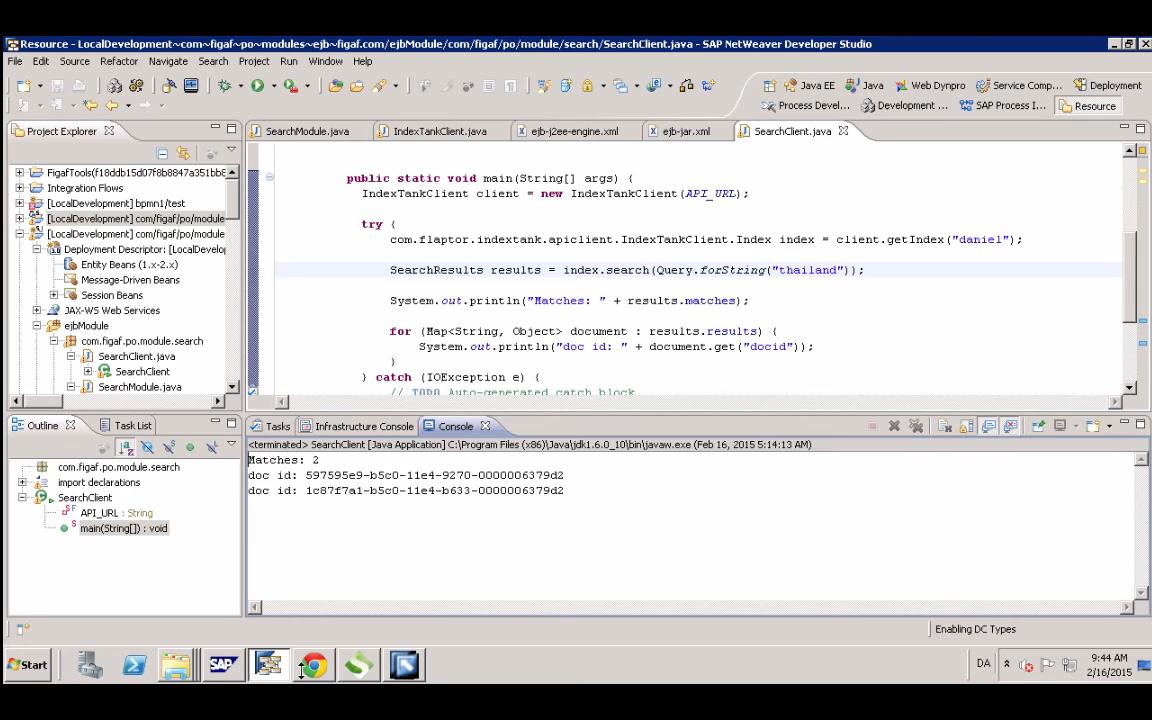 Resource - LocalDevelopment~com~figaf~po~modules~ejb~figaf.com/ejbModule/com/figaf/po/module/search/SearchClient.java - SAP NetWeaver Developer Studio
File Edit Source Refactor Navigate Search Project Run Window Help
Java EE Java Web Dynpro Service Comp... Deployment
Process Devel... Development ... SAP Process I... Resource
Project Explorer
FigafTools(f18ddb15d07f8b8847a351bb8
Integration Flows
[LocalDevelopment] bpmn1/test
[LocalDevelopment] com/figaf/po/module
[LocalDevelopment] com/figaf/po/module
Deployment Descriptor: [LocalDevelo
Entity Beans (1.x-2.x)
Message-Driven Beans
Session Beans
JAX-WS Web Services
ejbModule
com.figaf.po.module.search
SearchClient.java
SearchClient
SearchModule.java
SearchModule.java IndexTankClient.java ejb-j2ee-engine.xml ejb-jar.xml SearchClient.java
public static void main(String[] args) {
IndexTankClient client = new IndexTankClient(API_URL);
try {
com.flaptor.indextank.apiclient.IndexTankClient.Index index = client.getIndex("daniel");
SearchResults results = index.search(Query.forString("thailand"));
System.out.println("Matches: " + results.matches);
for (Map<String, Object> document : results.results) {
System.out.println("doc id: " + document.get("docid"));
}
} catch (IOException e) {
// TODO Auto-generated catch block
Outline Task List
com.figaf.po.module.search
import declarations
SearchClient
API_URL : String
main(String[]) : void
Tasks Infrastructure Console Console
<terminated> SearchClient [Java Application] C:\Program Files (x86)\Java\jdk1.6.0_10\bin\javaw.exe (Feb 16, 2015 5:14:13 AM)
Matches: 2
doc id: 597595e9-b5c0-11e4-9270-0000006379d2
doc id: 1c87f7a1-b5c0-11e4-b633-0000006379d2
Enabling DC Types
Start
SAP
DA
9:44 AM
2/16/2015